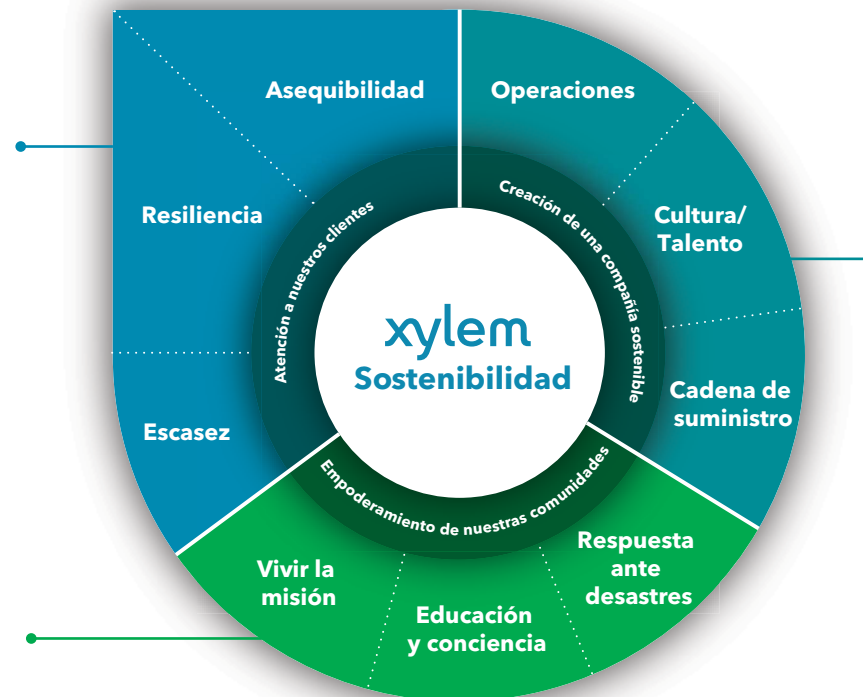 Asequibilidad
Operaciones
Resiliencia
Cultura/
Talento
Atención a nuestros clientes
Creación de una compañía sostenible
xylem
Sostenibilidad
Escasez
Cadena de
suministro
Empoderamiento de nuestras comunidades
Vivir la
misión
Educación
y conciencia
Respuesta
ante
desastres